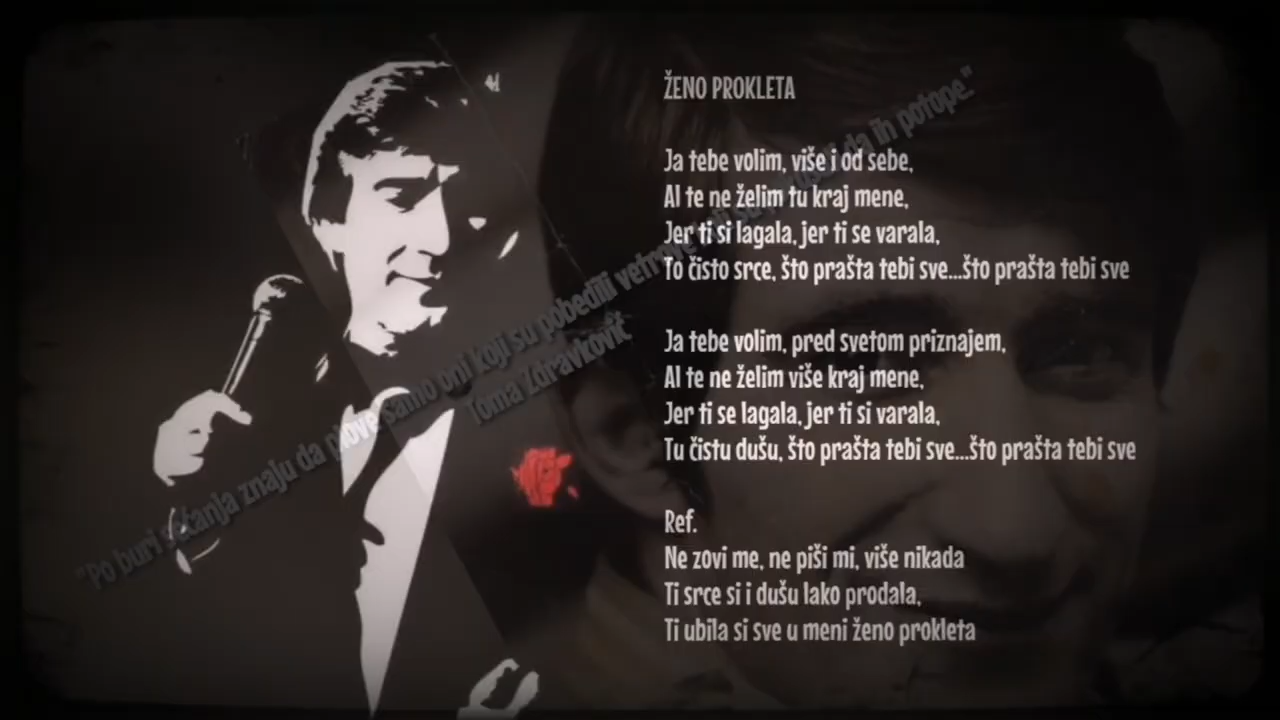 ŽENO PROKLETA
Ja tebe volim, više i od sebe,
Al te ne želim tu kraj mene,
Jer ti si lagala, jer ti se varala,
To čisto srce, što prašta tebi sve...što prašta tebi sve
Ja tebe volim, pred svetom priznajem,
Al te ne želim više kraj mene,
Jer ti se lagala, jer ti si varala,
Tu čistu dušu, što prašta tebi sve...što prašta tebi sve
Ref.
Ne zovi me, ne piši mi, više nikada
Ti srce si i dušu lako prodala,
Ti ubila si sve u meni ženo prokleta
"Po buri sećanja znaju da plove samo oni koji su pobedili vetrove da ih potope."
Toma Zdravković